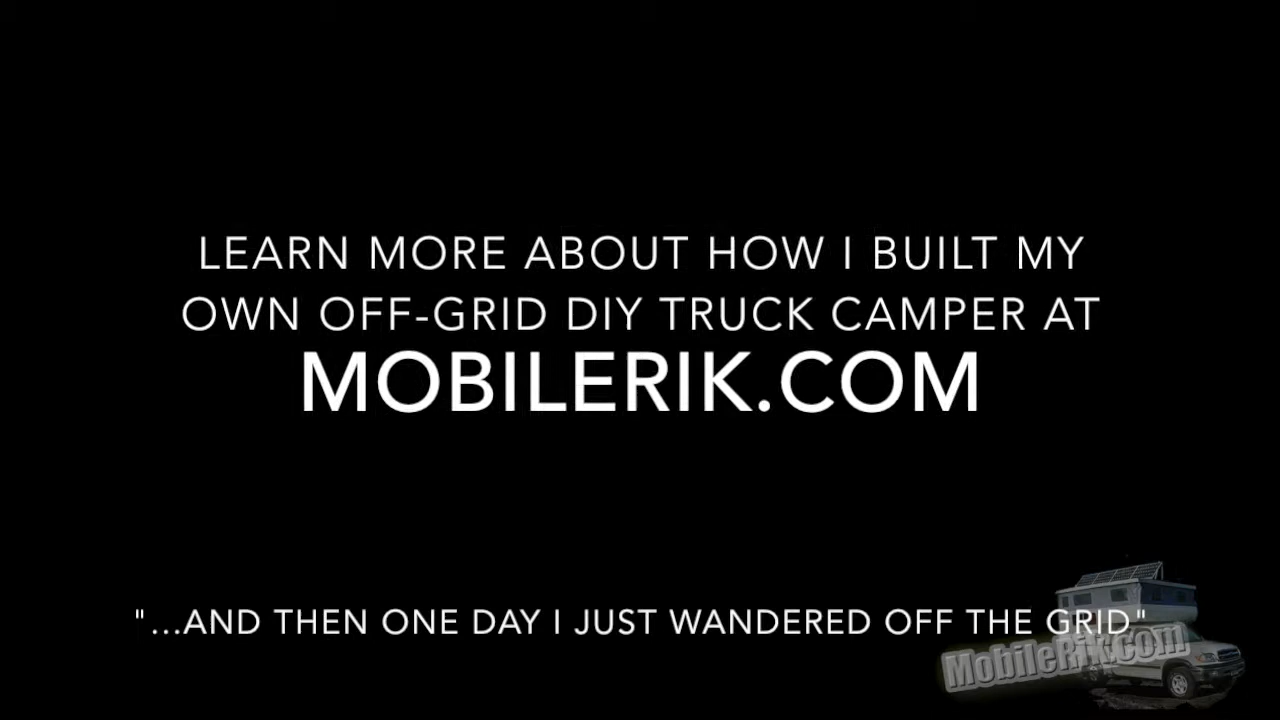 LEARN MORE ABOUT HOW I BUILT MY
OWN OFF-GRID DIY TRUCK CAMPER AT
MOBILERIK.COM
"...AND THEN ONE DAY I JUST WANDERED OFF THE GRID"
MobileRik.com